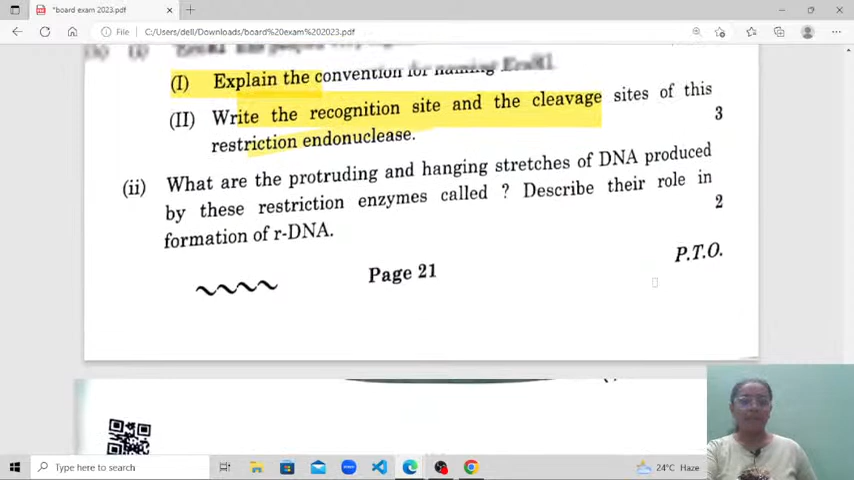 *board exam 2023.pdf
File
C:/Users/dell/Downloads/board%20exam%202023.pdf
(I) Explain the convention for naming EcoRI.
(II) Write the recognition site and the cleavage sites of this
restriction endonuclease.
3
(ii) What are the protruding and hanging stretches of DNA produced
by these restriction enzymes called ? Describe their role in
formation of r-DNA.
2
Page 21
P.T.O.
Type here to search
24°C Haze